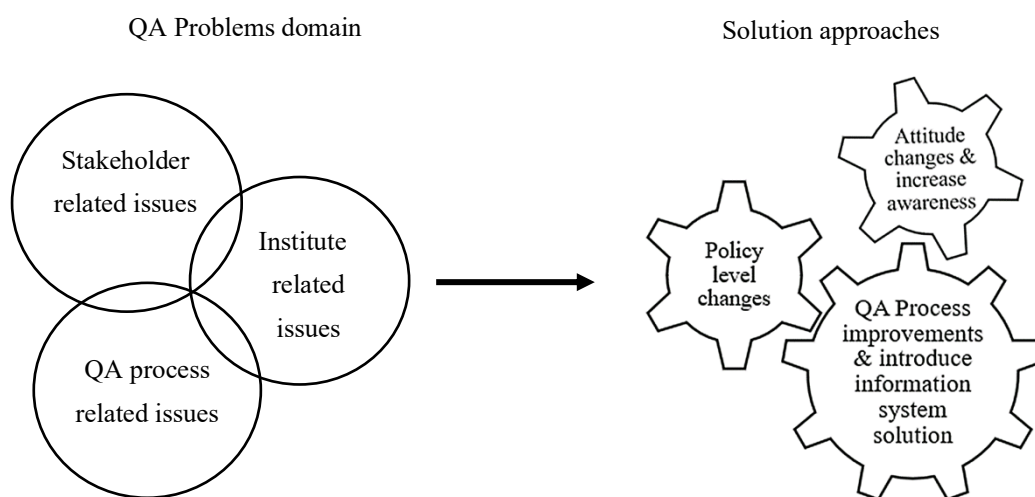 QA Problems domain
Solution approaches
Stakeholder
related issues
Institute
related
issues
QA process
related issues
Attitude
changes &
increase
awareness
Policy
level
changes
QA Process
improvements
& introduce
information
system
solution